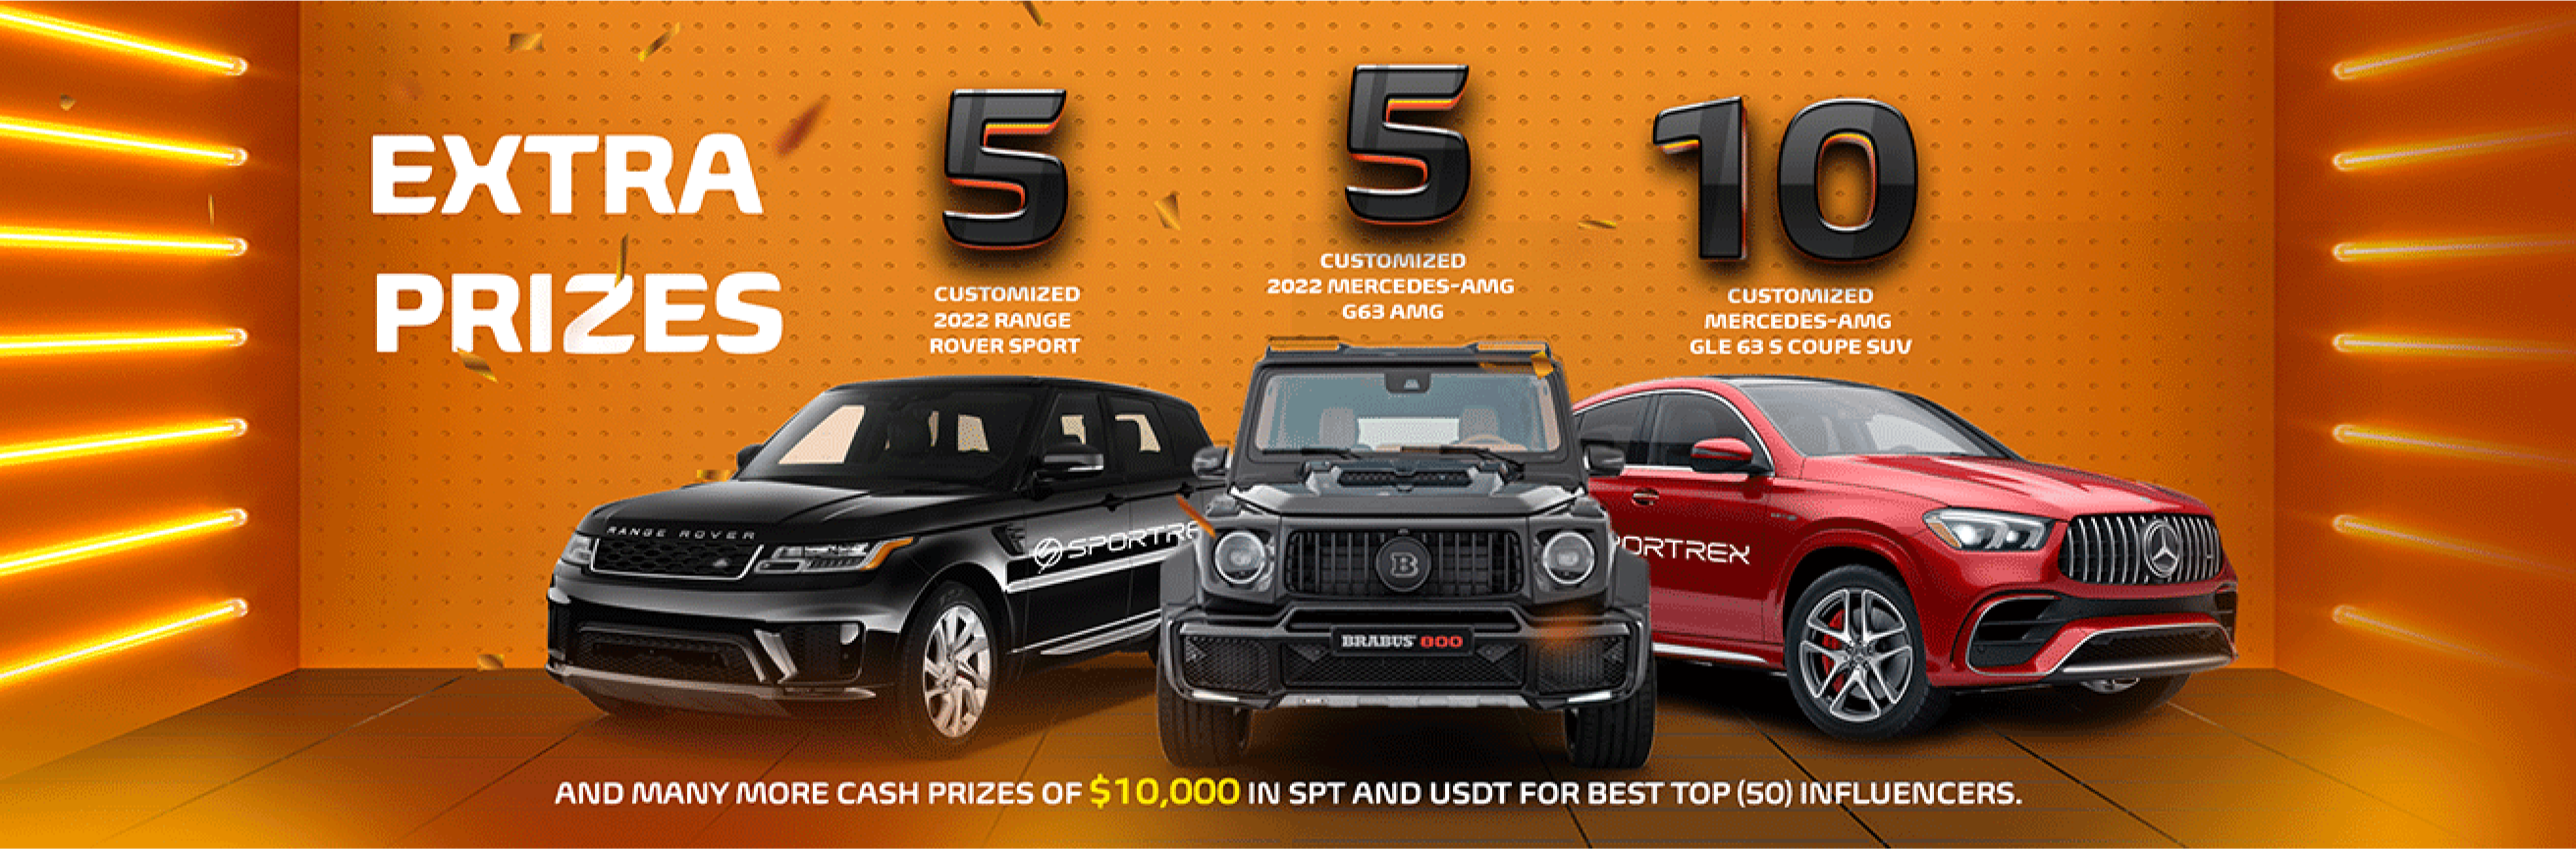 EXTRA
PRIZES
5
CUSTOMIZED
2022 RANGE
ROVER SPORT
5
CUSTOMIZED
2022 MERCEDES-AMG
G63 AMG
10
CUSTOMIZED
MERCEDES-AMG
GLE 63 S COUPE SUV
RANGE ROVER
SPORTRE
B
BRABUS 800
PORTREX
AND MANY MORE CASH PRIZES OF $10,000 IN SPT AND USDT FOR BEST TOP (50) INFLUENCERS.